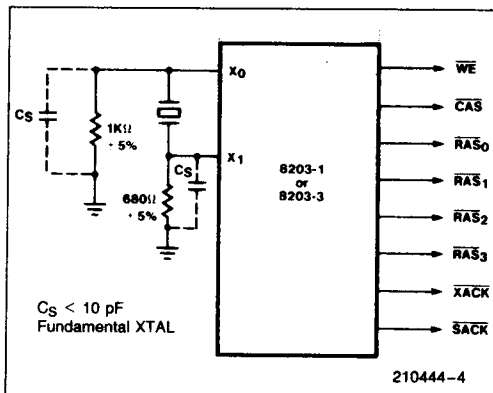 X0
WE
CS
CAS
1KΩ
± 5%
RAS0
X1
CS
8203-1
or
8203-3
RAS1
680Ω
± 5%
RAS2
RAS3
CS < 10 pF
Fundamental XTAL
XACK
SACK
210444-4